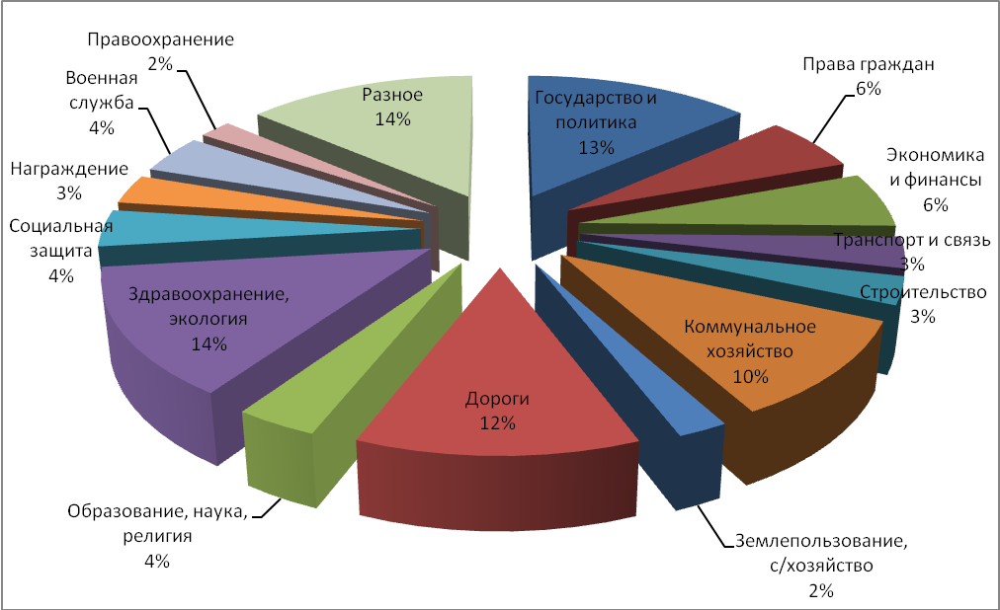 Государство и
политика
13%
Права граждан
6%
Экономика
и финансы
6%
Транспорт и связь
3%
Строительство
3%
Коммунальное
хозяйство
10%
Землепользование,
с/хозяйство
2%
Дороги
12%
Образование, наука,
религия
4%
Здравоохранение,
экология
14%
Социальная
защита
4%
Награждение
3%
Военная
служба
4%
Правоохранение
2%
Разное
14%